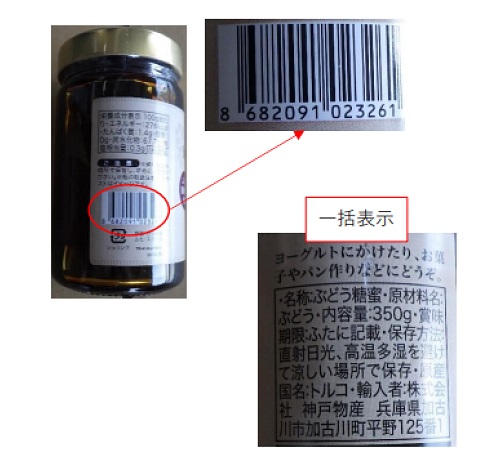 8 682091 023261
一括表示
ヨーグルトにかけたり、お菓
子やパン作りなどにどうぞ。
・名称:ぶどう糖蜜・原材料名:
ぶどう・内容量:350g・賞味
期限:ふたに記載・保存方法:
直射日光、高温多湿を避け
て涼しい場所で保存・原産
国名:トルコ・輸入者:株式会
社 神戸物産 兵庫県加古
川市加古川町平野125番1